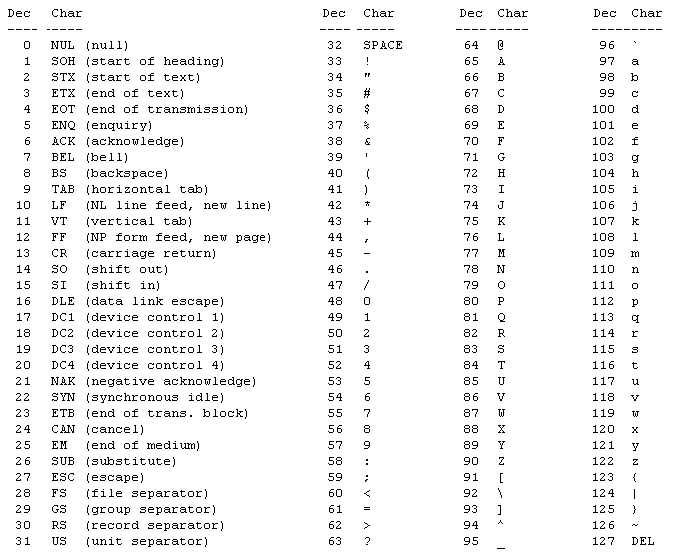 Dec  Char                           Dec  Char     Dec  Char     Dec  Char
---  ----                           ---  ----     ---  ----     ---  ----
  0  NUL (null)                      32  SPACE     64  @         96  `
  1  SOH (start of heading)          33  !         65  A         97  a
  2  STX (start of text)             34  "         66  B         98  b
  3  ETX (end of text)               35  #         67  C         99  c
  4  EOT (end of transmission)       36  $         68  D        100  d
  5  ENQ (enquiry)                   37  %         69  E        101  e
  6  ACK (acknowledge)               38  &         70  F        102  f
  7  BEL (bell)                      39  '         71  G        103  g
  8  BS  (backspace)                 40  (         72  H        104  h
  9  TAB (horizontal tab)            41  )         73  I        105  i
 10  LF  (NL line feed, new line)    42  *         74  J        106  j
 11  VT  (vertical tab)              43  +         75  K        107  k
 12  FF  (NP form feed, new page)    44  ,         76  L        108  l
 13  CR  (carriage return)           45  -         77  M        109  m
 14  SO  (shift out)                 46  .         78  N        110  n
 15  SI  (shift in)                  47  /         79  O        111  o
 16  DLE (data link escape)          48  0         80  P        112  p
 17  DC1 (device control 1)          49  1         81  Q        113  q
 18  DC2 (device control 2)          50  2         82  R        114  r
 19  DC3 (device control 3)          51  3         83  S        115  s
 20  DC4 (device control 4)          52  4         84  T        116  t
 21  NAK (negative acknowledge)      53  5         85  U        117  u
 22  SYN (synchronous idle)          54  6         86  V        118  v
 23  ETB (end of trans. block)       55  7         87  W        119  w
 24  CAN (cancel)                    56  8         88  X        120  x
 25  EM  (end of medium)             57  9         89  Y        121  y
 26  SUB (substitute)                58  :         90  Z        122  z
 27  ESC (escape)                    59  ;         91  [        123  {
 28  FS  (file separator)            60  <         92  \        124  |
 29  GS  (group separator)           61  =         93  ]        125  }
 30  RS  (record separator)          62  >         94  ^        126  ~
 31  US  (unit separator)            63  ?         95  _        127  DEL